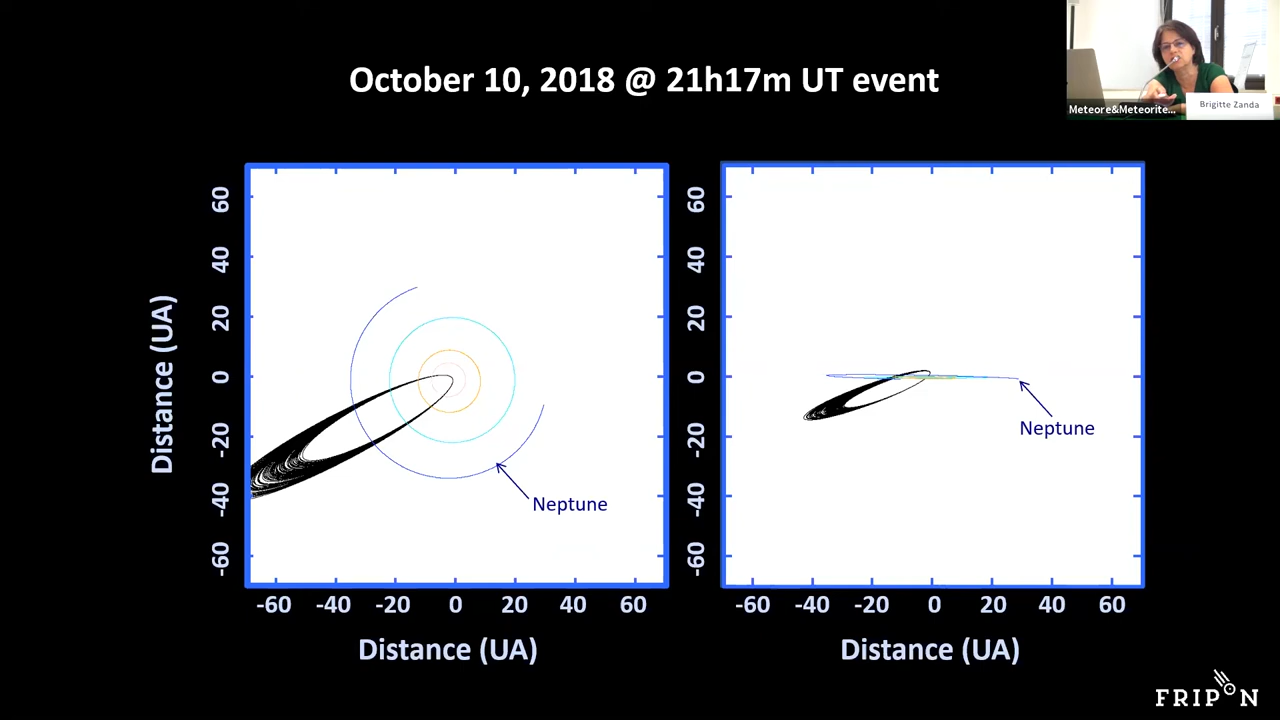 October 10, 2018 @ 21h17m UT event
Meteore&Meteorite...
Brigitte Zanda
Distance (UA)
60
40
20
0
-20
-40
-60
Neptune
-60 -40 -20 0 20 40 60
Distance (UA)
60
40
20
0
-20
-40
-60
Neptune
-60 -40 -20 0 20 40 60
Distance (UA)
FRIPON